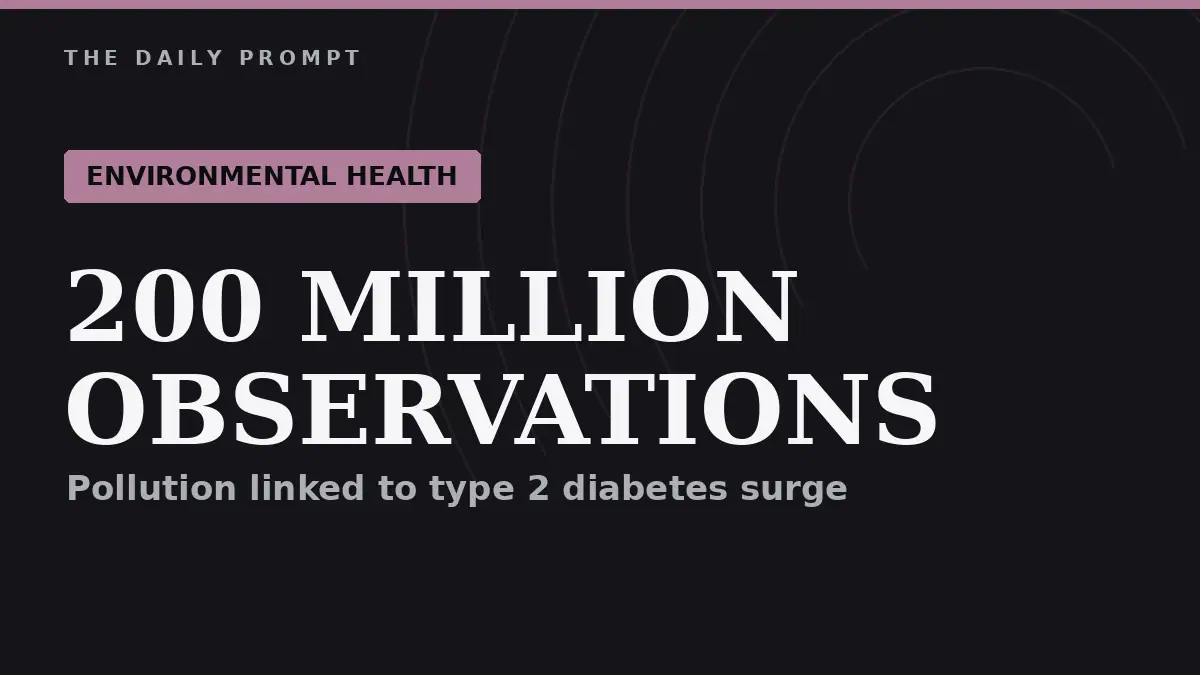 THE DAILY PROMPT
ENVIRONMENTAL HEALTH
200 MILLION
OBSERVATIONS
Pollution linked to type 2 diabetes surge